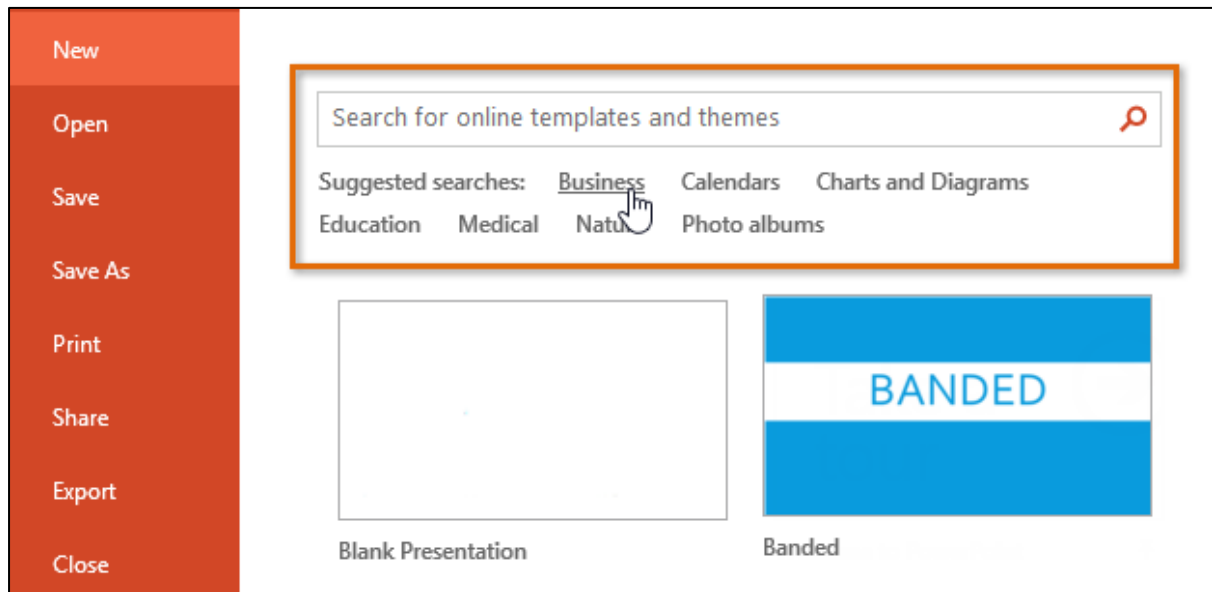 New
Open
Save
Save As
Print
Share
Export
Close
Search for online templates and themes
Suggested searches: Business Calendars Charts and Diagrams
Education Medical Photo albums
BANDED
Blank Presentation
Banded